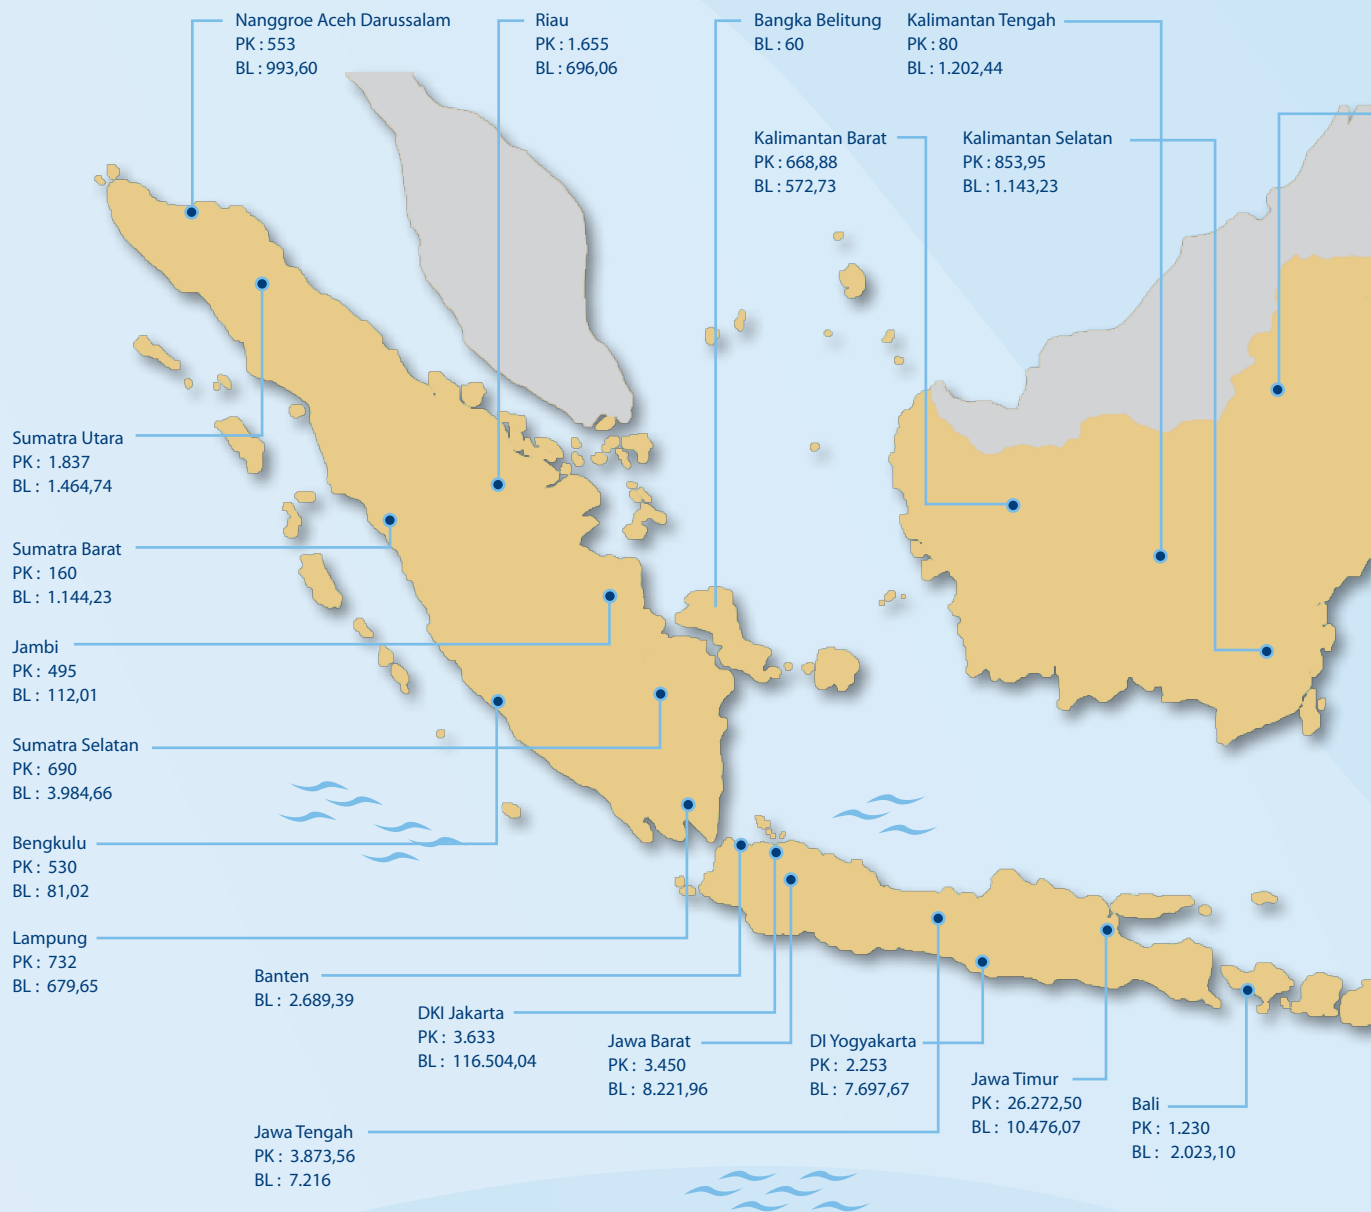 Nanggroe Aceh Darussalam
PK : 553
BL : 993,60
Riau
PK : 1.655
BL : 696,06
Bangka Belitung
BL : 60
Kalimantan Tengah
PK : 80
BL : 1.202,44
Kalimantan Barat
PK : 668,88
BL : 572,73
Kalimantan Selatan
PK : 853,95
BL : 1.143,23
Sumatra Utara
PK : 1.837
BL : 1.464,74
Sumatra Barat
PK : 160
BL : 1.144,23
Jambi
PK : 495
BL : 112,01
Sumatra Selatan
PK : 690
BL : 3.984,66
Bengkulu
PK : 530
BL : 81,02
Lampung
PK : 732
BL : 679,65
Banten
BL : 2.689,39
DKI Jakarta
PK : 3.633
BL : 116.504,04
Jawa Barat
PK : 3.450
BL : 8.221,96
DI Yogyakarta
PK : 2.253
BL : 7.697,67
Jawa Timur
PK : 26.272,50
BL : 10.476,07
Bali
PK : 1.230
BL : 2.023,10
Jawa Tengah
PK : 3.873,56
BL : 7.216